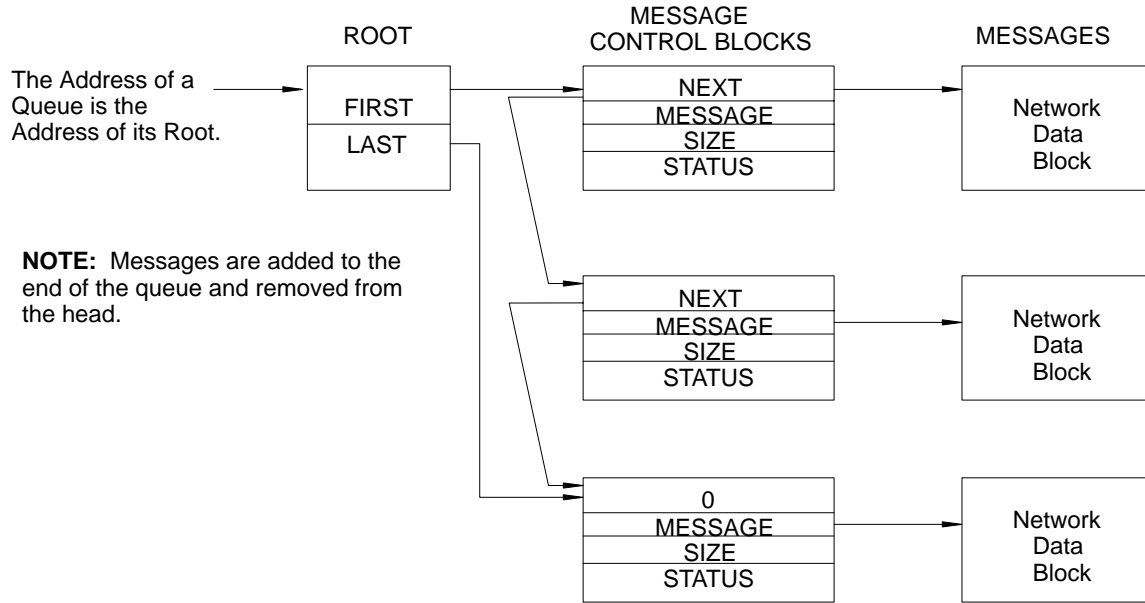 ROOT
MESSAGE
CONTROL BLOCKS
MESSAGES
The Address of a
Queue is the
Address of its Root.
FIRST
LAST
NEXT
MESSAGE
SIZE
STATUS
Network
Data
Block
NOTE: Messages are added to the
end of the queue and removed from
the head.
NEXT
MESSAGE
SIZE
STATUS
Network
Data
Block
0
MESSAGE
SIZE
STATUS
Network
Data
Block